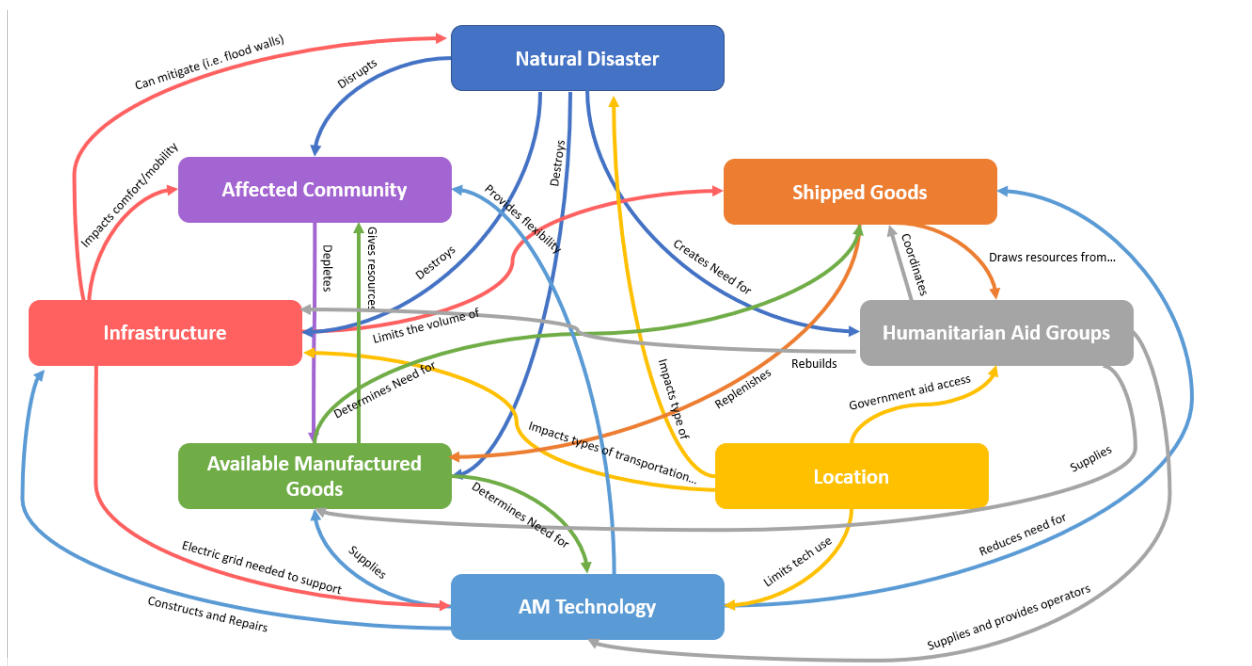 Natural Disaster
Can mitigate (i.e. flood walls)
Disrupts
Destroys
Affected Community
Shipped Goods
Impacts comfort/mobility
Provides flexibility
Depletes
Gives resources
Destroys
Creates Need for
Coordinates
Draws resources from...
Infrastructure
Limits the volume of
Humanitarian Aid Groups
Rebuilds
Determines Need for
Impacts type of
Replenishes
Government aid access
Available Manufactured
Goods
Impacts types of transportation...
Location
Supplies
Determines Need for
Electric grid needed to support
Supplies
Limits tech use
Reduces need for
Constructs and Repairs
AM Technology
Supplies and provides operators